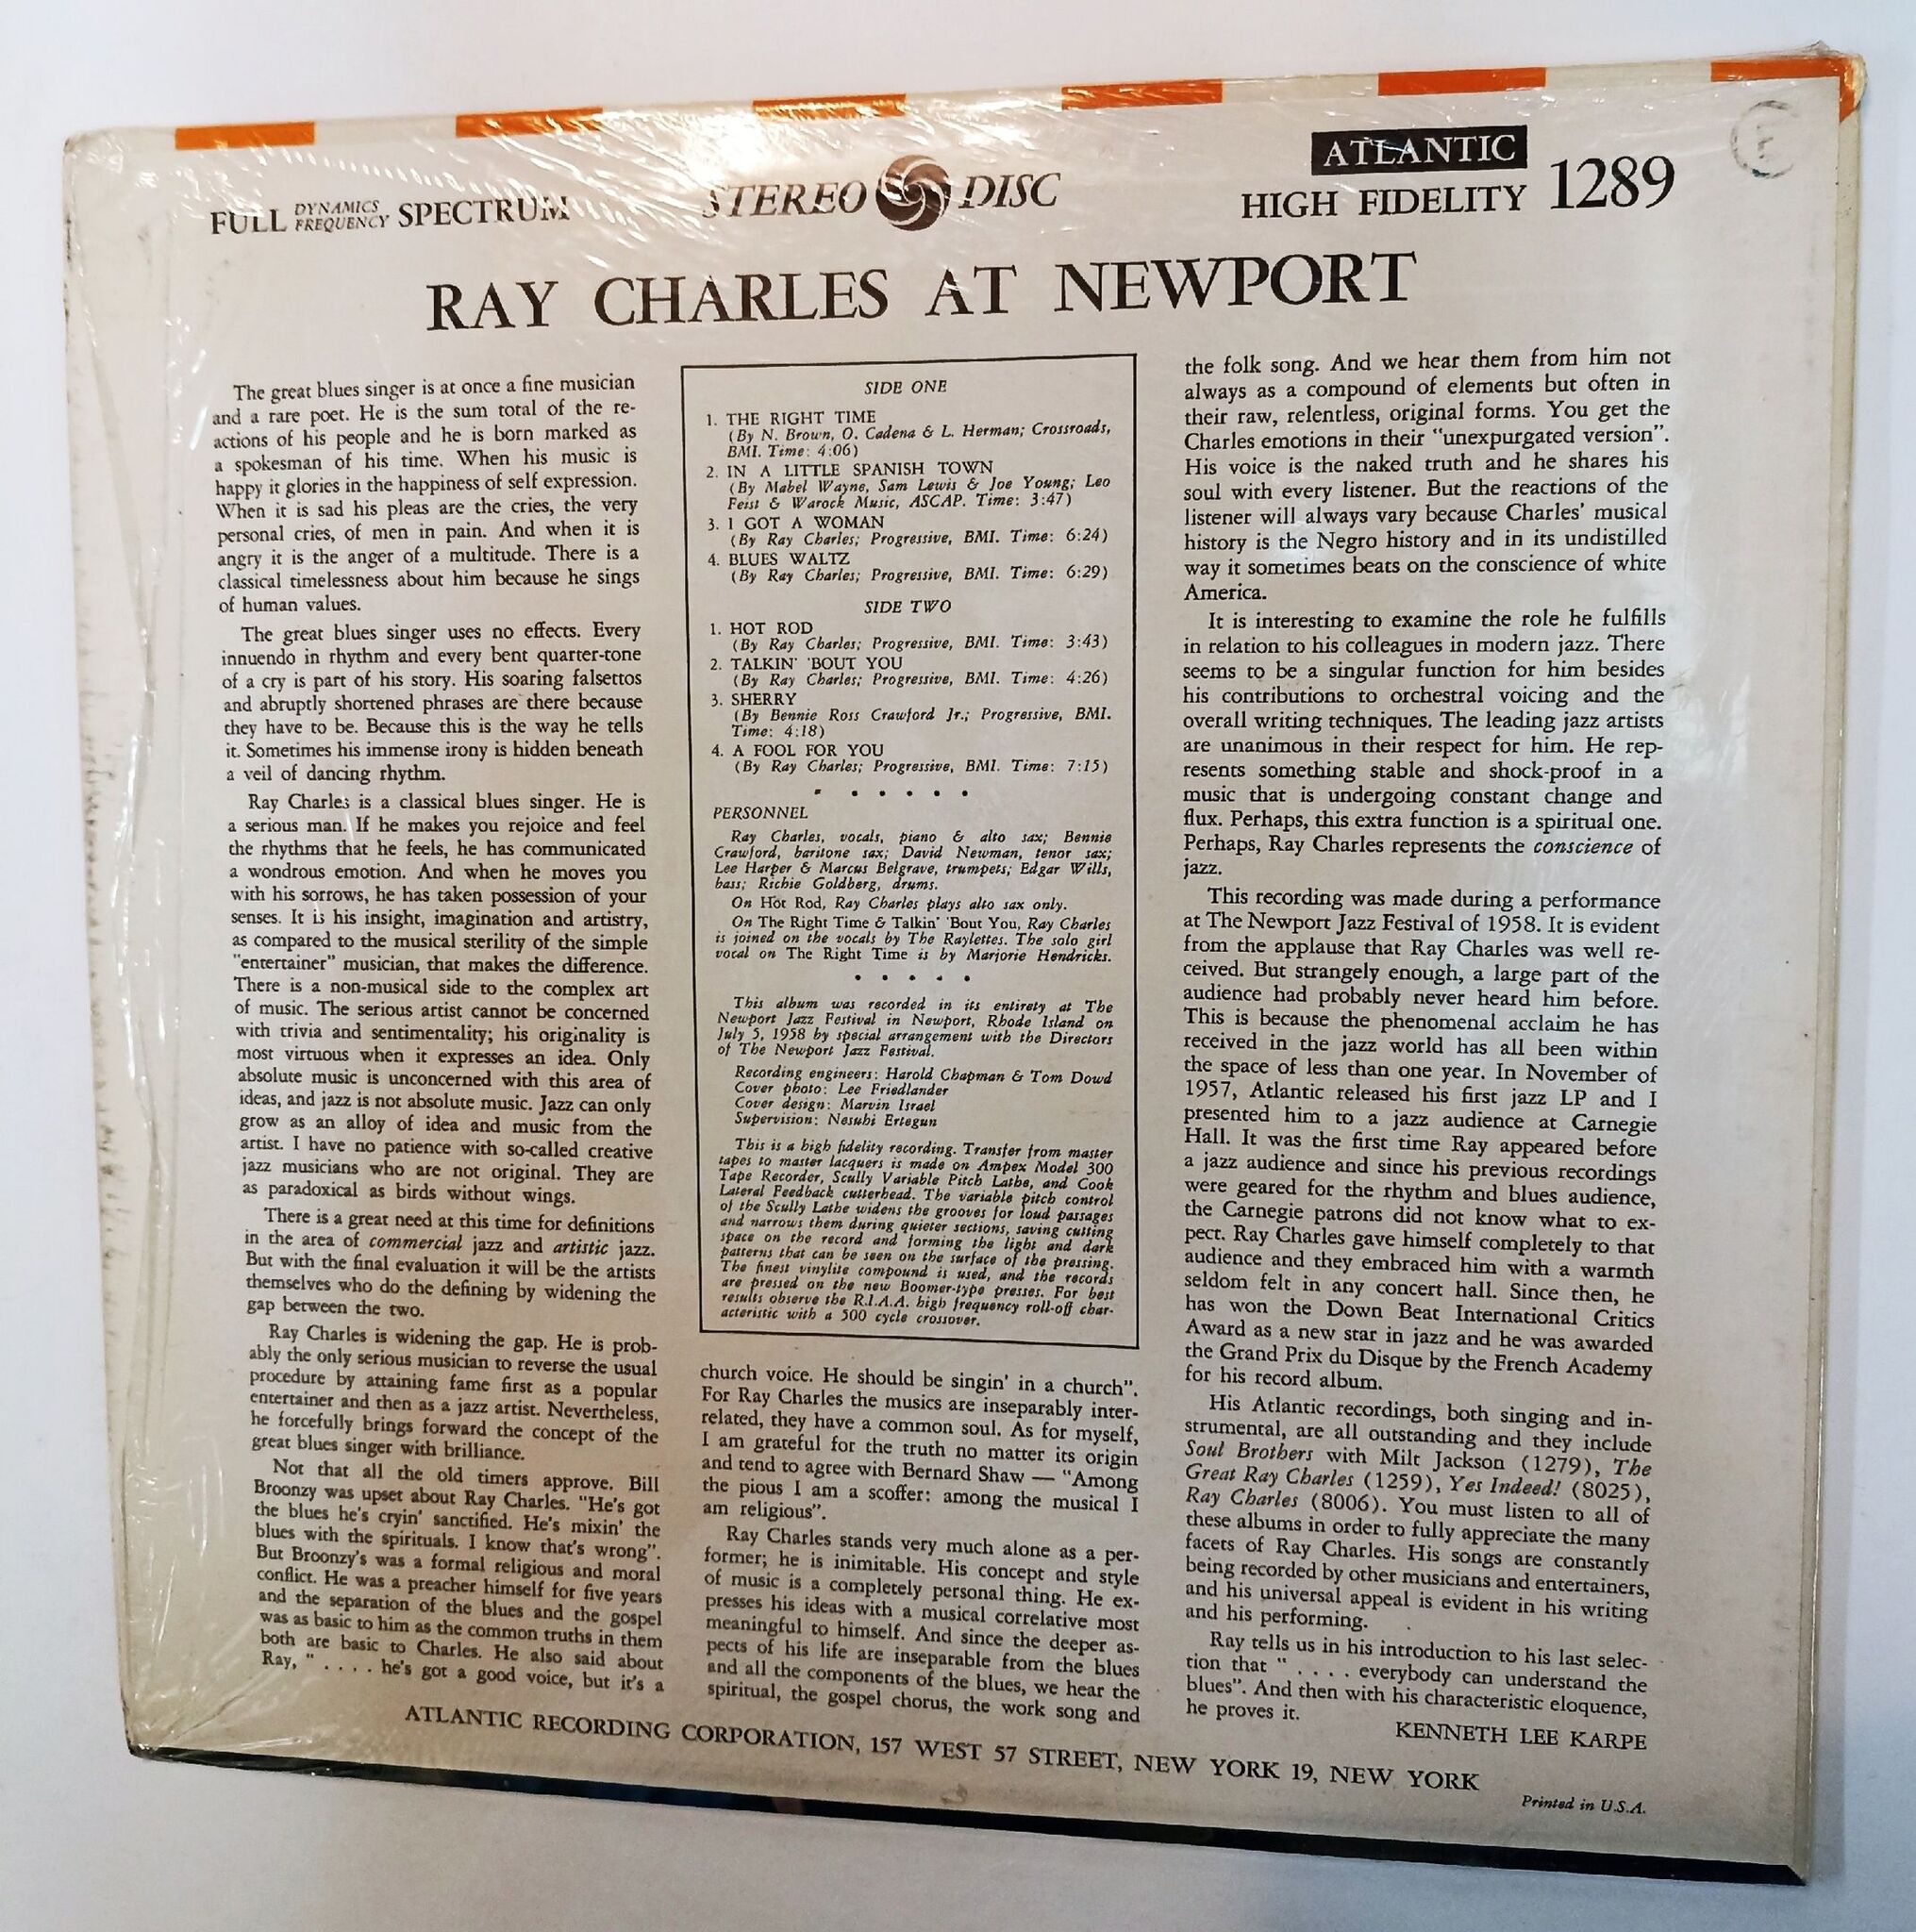 FULL DYNAMICS FREQUENCY SPECTRUM
STEREO DISC
ATLANTIC
HIGH FIDELITY 1289
RAY CHARLES AT NEWPORT
The great blues singer is at once a fine musician
and a rare poet. He is the sum total of the re-
actions of his people and he is born marked as
a spokesman of his time. When his music is
happy it glories in the happiness of self expression.
When it is sad his pleas are the cries, the very
personal cries, of men in pain. And when it is
angry it is the anger of a multitude. There is a
classical timelessness about him because he sings
of human values.
The great blues singer uses no effects. Every
innuendo in rhythm and every bent quarter-tone
of a cry is part of his story. His soaring falsettos
and abruptly shortened phrases are there because
they have to be. Because this is the way he tells
it. Sometimes his immense irony is hidden beneath
a veil of dancing rhythm.
Ray Charles is a classical blues singer. He is
a serious man. If he makes you rejoice and feel
the rhythms that he feels, he has communicated
a wondrous emotion. And when he moves you
with his sorrows, he has taken possession of your
senses. It is his insight, imagination and artistry,
as compared to the musical sterility of the simple
"entertainer" musician, that makes the difference.
There is a non-musical side to the complex art
of music. The serious artist cannot be concerned
with trivia and sentimentality; his originality is
most virtuous when it expresses an idea. Only
absolute music is unconcerned with this area of
ideas, and jazz is not absolute music. Jazz can only
grow as an alloy of idea and music from the
artist. I have no patience with so-called creative
jazz musicians who are not original. They are
as paradoxical as birds without wings.
There is a great need at this time for definitions
in the area of commercial jazz and artistic jazz.
But with the final evaluation it will be the artists
themselves who do the defining by widening the
gap between the two.
Ray Charles is widening the gap. He is prob-
ably the only serious musician to reverse the usual
procedure by attaining fame first as a popular
entertainer and then as a jazz artist. Nevertheless,
he forcefully brings forward the concept of the
great blues singer with brilliance.
Not that all the old timers approve. Bill
Broonzy was upset about Ray Charles. "He's got
the blues he's cryin' sanctified. He's mixin' the
blues with the spirituals. I know that's wrong".
But Broonzy's was a formal religious and moral
conflict. He was a preacher himself for five years
and the separation of the blues and the gospel
was as basic to him as the common truths in them
both are basic to Charles. He also said about
Ray, " . . . . he's got a good voice, but it's a
SIDE ONE
1. THE RIGHT TIME
(By N. Brown, O. Cadena & L. Herman; Crossroads,
BMI. Time: 4:06)
2. IN A LITTLE SPANISH TOWN
(By Mabel Wayne, Sam Lewis & Joe Young; Leo
Feist & Warock Music, ASCAP. Time: 3:47)
3. I GOT A WOMAN
(By Ray Charles; Progressive, BMI. Time: 6:24)
4. BLUES WALTZ
(By Ray Charles; Progressive, BMI. Time: 6:29)
SIDE TWO
1. HOT ROD
(By Ray Charles; Progressive, BMI. Time: 3:43)
2. TALKIN' 'BOUT YOU
(By Ray Charles; Progressive, BMI. Time: 4:26)
3. SHERRY
(By Bennie Ross Crawford Jr.; Progressive, BMI.
Time: 4:18)
4. A FOOL FOR YOU
(By Ray Charles; Progressive, BMI. Time: 7:15)
PERSONNEL
Ray Charles, vocals, piano & alto sax; Bennie
Crawford, baritone sax; David Newman, tenor sax;
Lee Harper & Marcus Belgrave, trumpets; Edgar Wills,
bass; Richie Goldberg, drums.
On Hot Rod, Ray Charles plays alto sax only.
On The Right Time & Talkin' 'Bout You, Ray Charles
is joined on the vocals by The Raylettes. The solo girl
vocal on The Right Time is by Marjorie Hendricks.
This album was recorded in its entirety at The
Newport Jazz Festival in Newport, Rhode Island on
July 5, 1958 by special arrangement with the Directors
of The Newport Jazz Festival.
Recording engineers: Harold Chapman & Tom Dowd
Cover photo: Lee Friedlander
Cover design: Marvin Israel
Supervision: Nesuhi Ertegun
This is a high fidelity recording. Transfer from master
tapes to master lacquers is made on Ampex Model 300
Tape Recorder, Scully Variable Pitch Lathe, and Cook
Lateral Feedback cutterhead. The variable pitch control
of the Scully Lathe widens the grooves for loud passages
and narrows them during quieter sections, saving cutting
space on the record and forming the light and dark
patterns that can be seen on the surface of the pressing.
The finest vinylite compound is used, and the records
are pressed on the new Boomer-type presses. For best
results observe the R.I.A.A. high frequency roll-off char-
acteristic with a 500 cycle crossover.
church voice. He should be singin' in a church".
For Ray Charles the musics are inseparably inter-
related, they have a common soul. As for myself,
I am grateful for the truth no matter its origin
and tend to agree with Bernard Shaw — "Among
the pious I am a scoffer: among the musical I
am religious".
Ray Charles stands very much alone as a per-
former; he is inimitable. His concept and style
of music is a completely personal thing. He ex-
presses his ideas with a musical correlative most
meaningful to himself. And since the deeper as-
pects of his life are inseparable from the blues
and all the components of the blues, we hear the
spiritual, the gospel chorus, the work song and
the folk song. And we hear them from him not
always as a compound of elements but often in
their raw, relentless, original forms. You get the
Charles emotions in their "unexpurgated version".
His voice is the naked truth and he shares his
soul with every listener. But the reactions of the
listener will always vary because Charles' musical
history is the Negro history and in its undistilled
way it sometimes beats on the conscience of white
America.
It is interesting to examine the role he fulfills
in relation to his colleagues in modern jazz. There
seems to be a singular function for him besides
his contributions to orchestral voicing and the
overall writing techniques. The leading jazz artists
are unanimous in their respect for him. He rep-
resents something stable and shock-proof in a
music that is undergoing constant change and
flux. Perhaps, this extra function is a spiritual one.
Perhaps, Ray Charles represents the conscience of
jazz.
This recording was made during a performance
at The Newport Jazz Festival of 1958. It is evident
from the applause that Ray Charles was well re-
ceived. But strangely enough, a large part of the
audience had probably never heard him before.
This is because the phenomenal acclaim he has
received in the jazz world has all been within
the space of less than one year. In November of
1957, Atlantic released his first jazz LP and I
presented him to a jazz audience at Carnegie
Hall. It was the first time Ray appeared before
a jazz audience and since his previous recordings
were geared for the rhythm and blues audience,
the Carnegie patrons did not know what to ex-
pect. Ray Charles gave himself completely to that
audience and they embraced him with a warmth
seldom felt in any concert hall. Since then, he
has won the Down Beat International Critics
Award as a new star in jazz and he was awarded
the Grand Prix du Disque by the French Academy
for his record album.
His Atlantic recordings, both singing and in-
strumental, are all outstanding and they include
Soul Brothers with Milt Jackson (1279), The
Great Ray Charles (1259), Yes Indeed! (8025),
Ray Charles (8006). You must listen to all of
these albums in order to fully appreciate the many
facets of Ray Charles. His songs are constantly
being recorded by other musicians and entertainers,
and his universal appeal is evident in his writing
and his performing.
Ray tells us in his introduction to his last selec-
tion that " . . . . everybody can understand the
blues". And then with his characteristic eloquence,
he proves it.
KENNETH LEE KARPE
ATLANTIC RECORDING CORPORATION, 157 WEST 57 STREET, NEW YORK 19, NEW YORK
Printed in U.S.A.